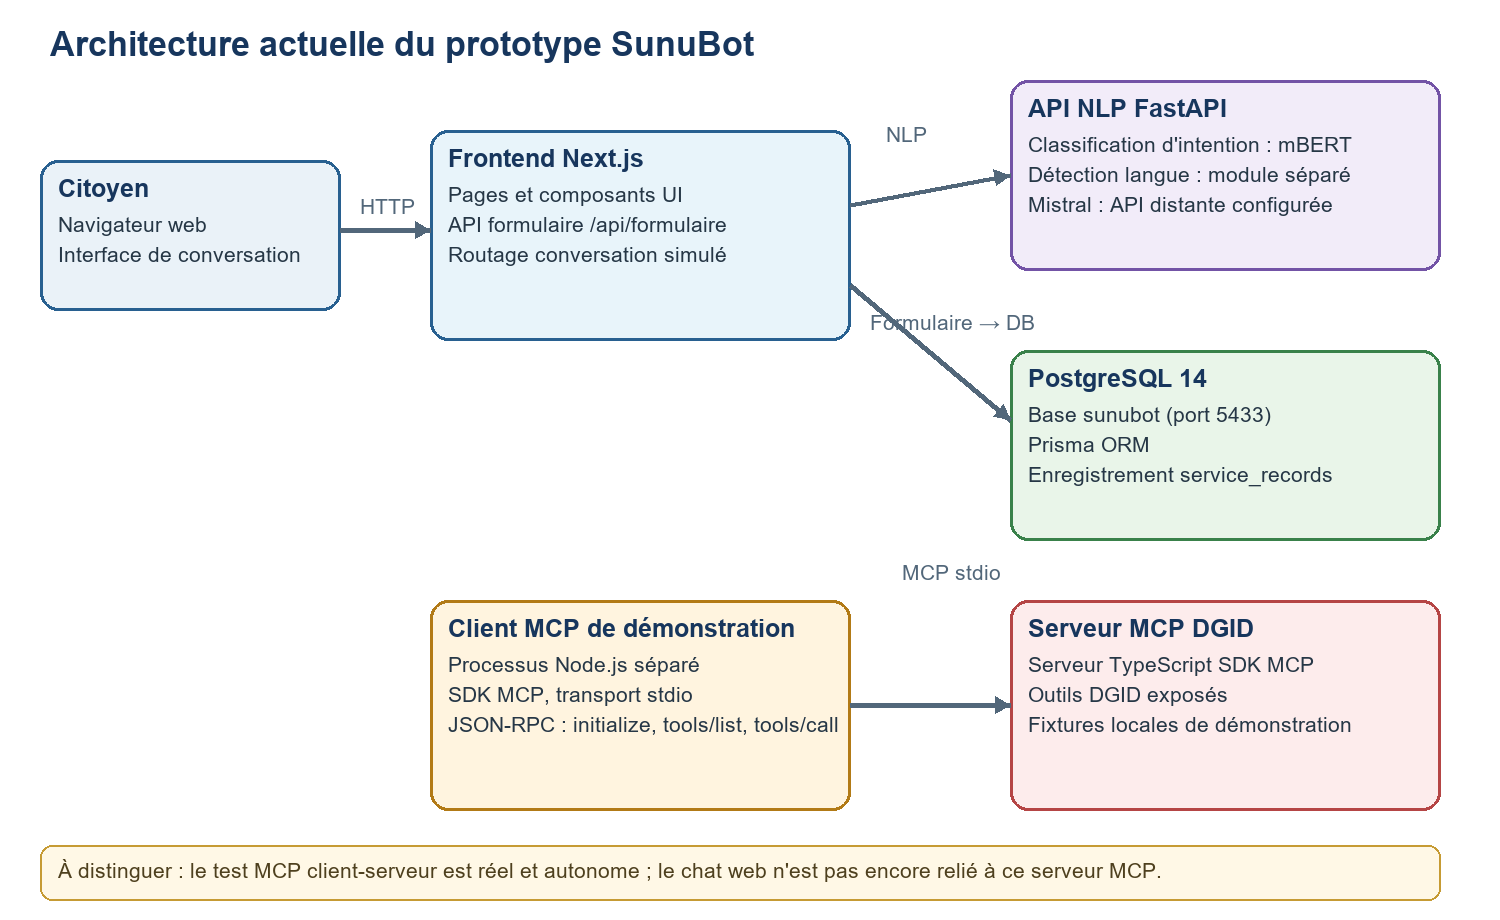 Architecture actuelle du prototype SunuBot
Citoyen
Navigateur web
Interface de conversation
HTTP
Frontend Next.js
Pages et composants UI
API formulaire /api/formulaire
Routage conversation simulé
NLP
API NLP FastAPI
Classification d'intention : mBERT
Détection langue : module séparé
Mistral : API distante configurée
Formulaire → DB
PostgreSQL 14
Base sunubot (port 5433)
Prisma ORM
Enregistrement service_records
Client MCP de démonstration
Processus Node.js séparé
SDK MCP, transport stdio
JSON-RPC : initialize, tools/list, tools/call
MCP stdio
Serveur MCP DGID
Serveur TypeScript SDK MCP
Outils DGID exposés
Fixtures locales de démonstration
À distinguer : le test MCP client-serveur est réel et autonome ; le chat web n'est pas encore relié à ce serveur MCP.